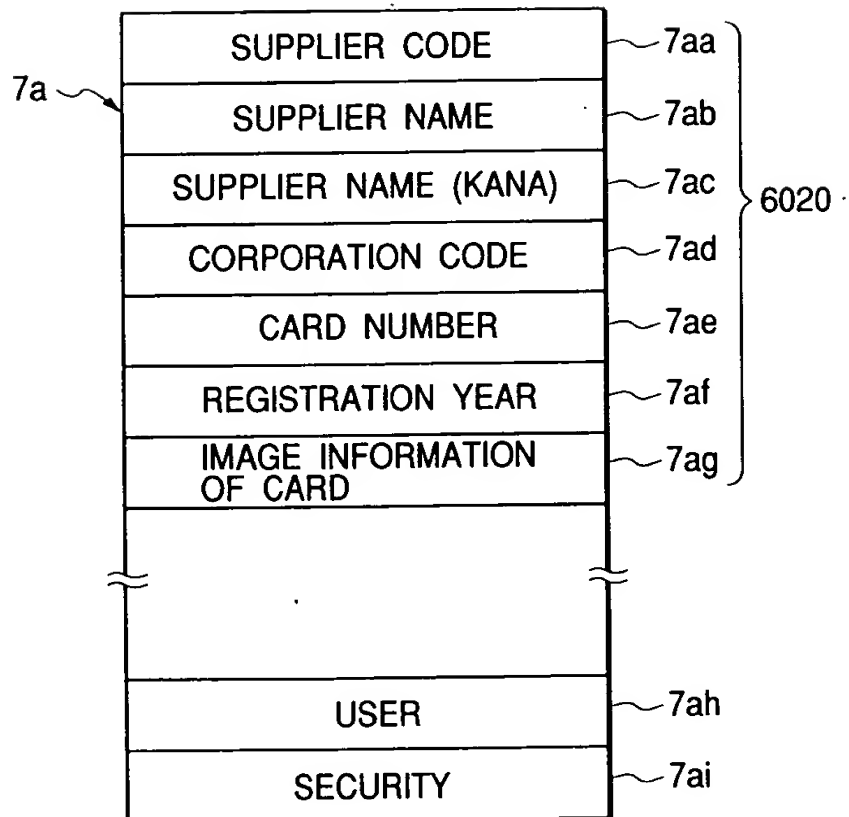 SUPPLIER CODE 7aa
7a
SUPPLIER NAME 7ab
SUPPLIER NAME (KANA) 7ac
6020
CORPORATION CODE 7ad
CARD NUMBER 7ae
REGISTRATION YEAR 7af
IMAGE INFORMATION 7ag
OF CARD
USER 7ah
SECURITY 7ai